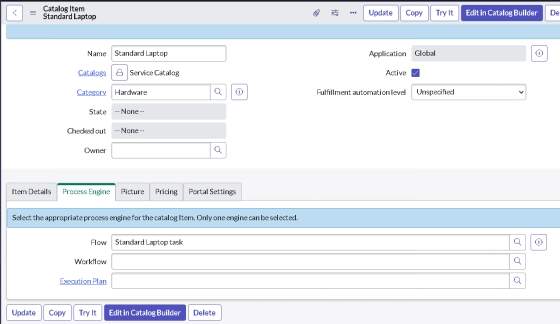 Catalog Item
Standard Laptop
Update Copy Try It Edit in Catalog Builder De
Name Standard Laptop Application Global
Catalogs Service Catalog Active
Category Hardware Fulfillment automation level Unspecified
State -- None --
Checked out -- None --
Owner
Item Details Process Engine Picture Pricing Portal Settings
Select the appropriate process engine for the catalog item. Only one engine can be selected.
Flow Standard Laptop task
Workflow
Execution Plan
Update Copy Try It Edit in Catalog Builder Delete